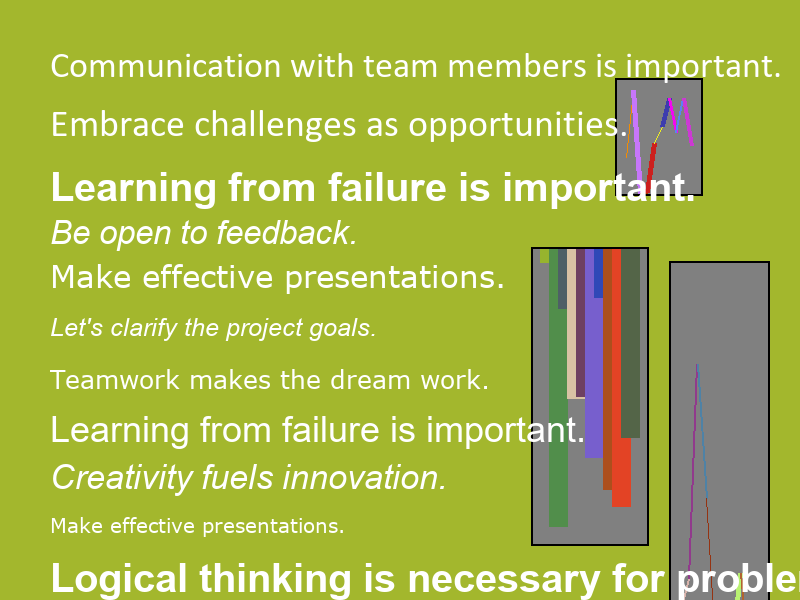 Communication with team members is important.
Embrace challenges as opportunities.
Learning from failure is important.
Be open to feedback.
Make effective presentations.
Let's clarify the project goals.
Teamwork makes the dream work.
Learning from failure is important.
Creativity fuels innovation.
Make effective presentations.
Logical thinking is necessary for